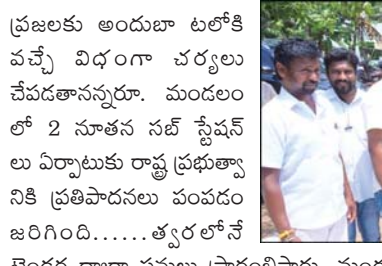 ప్రజలకు అందుబా టలోకి
వచ్చే విధంగా చర్యలు
చేపడతానన్నరూ. మండలం
లో 2 నూతన సబ్ స్టేషన్
లు ఏర్పాటుకు రాష్ట్ర ప్రభుత్వా
నికి ప్రతిపాదనలు పంపడం
జరిగింది......త్వరలోనే